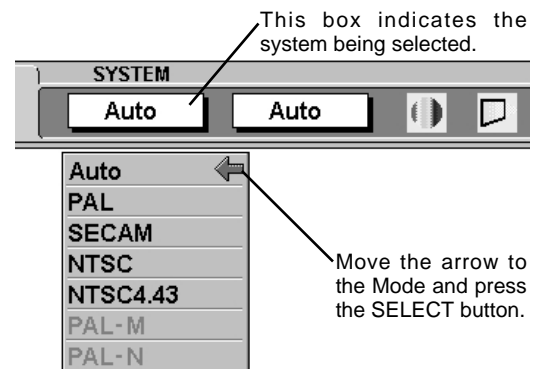 This box indicates the
system being selected.
SYSTEM
Auto
Auto
Auto
PAL
SECAM
NTSC
NTSC4.43
PAL-M
PAL-N
Move the arrow to
the Mode and press
the SELECT button.